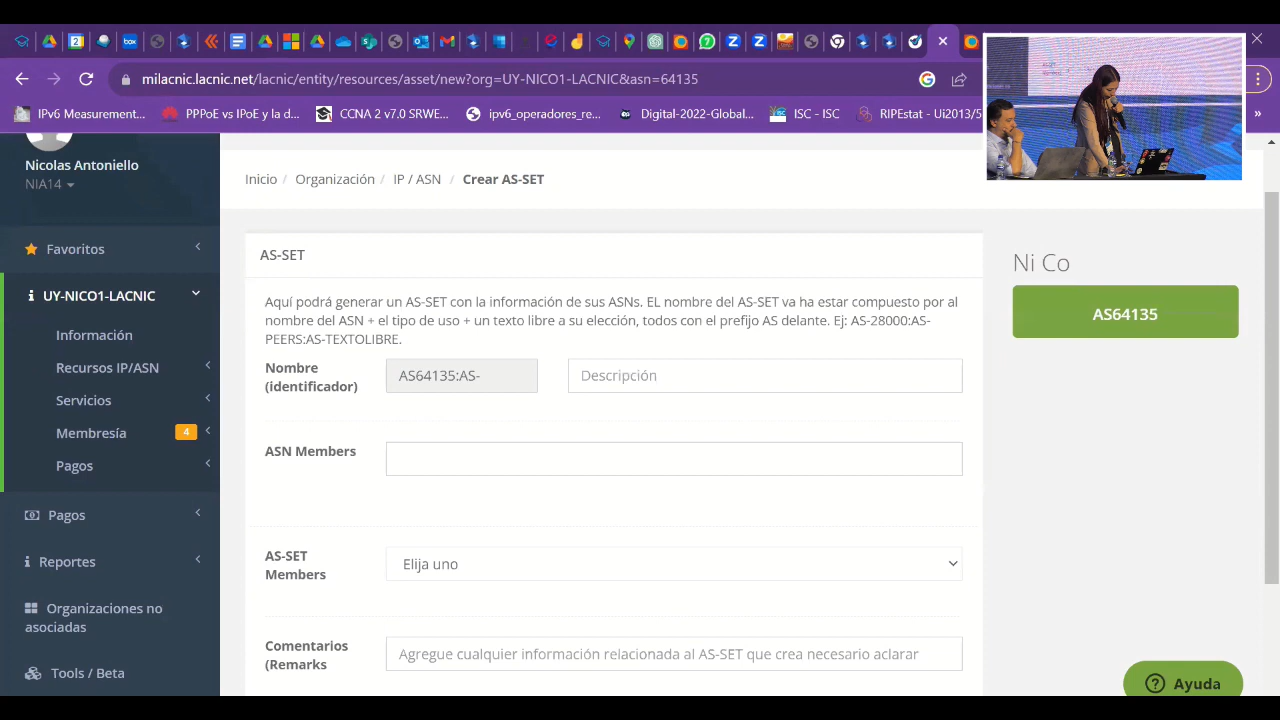 milacnic.lacnic.net/lacnic/entity/resources/asset/new?org=UY-NICO1-LACNIC&asn=64135
IPv6 Measurement...
PPPoE vs IPoE y la d...
CCNA 2 v7.0 SRWE...
ipv6_operadores_re...
Digital-2022-Global...
ISC - ISC
RIPEstat - Ui2013/5
»
Nicolas Antoniello
NIA14
Favoritos
UY-NICO1-LACNIC
Información
Recursos IP/ASN
Servicios
Membresía
4
Pagos
Pagos
Reportes
Organizaciones no
asociadas
Tools / Beta
Inicio / Organización / IP / ASN / Crear AS-SET
AS-SET
Aquí podrá generar un AS-SET con la información de sus ASNs. EL nombre del AS-SET va ha estar compuesto por al
nombre del ASN + el tipo de dato + un texto libre a su elección, todos con el prefijo AS delante. Ej: AS-28000:AS-
PEERS:AS-TEXTOLIBRE.
Nombre
(identificador)
AS64135:AS-
Descripción
ASN Members
AS-SET
Members
Elija uno
Comentarios
(Remarks
Agregue cualquier información relacionada al AS-SET que crea necesario aclarar
Ni Co
AS64135
Ayuda